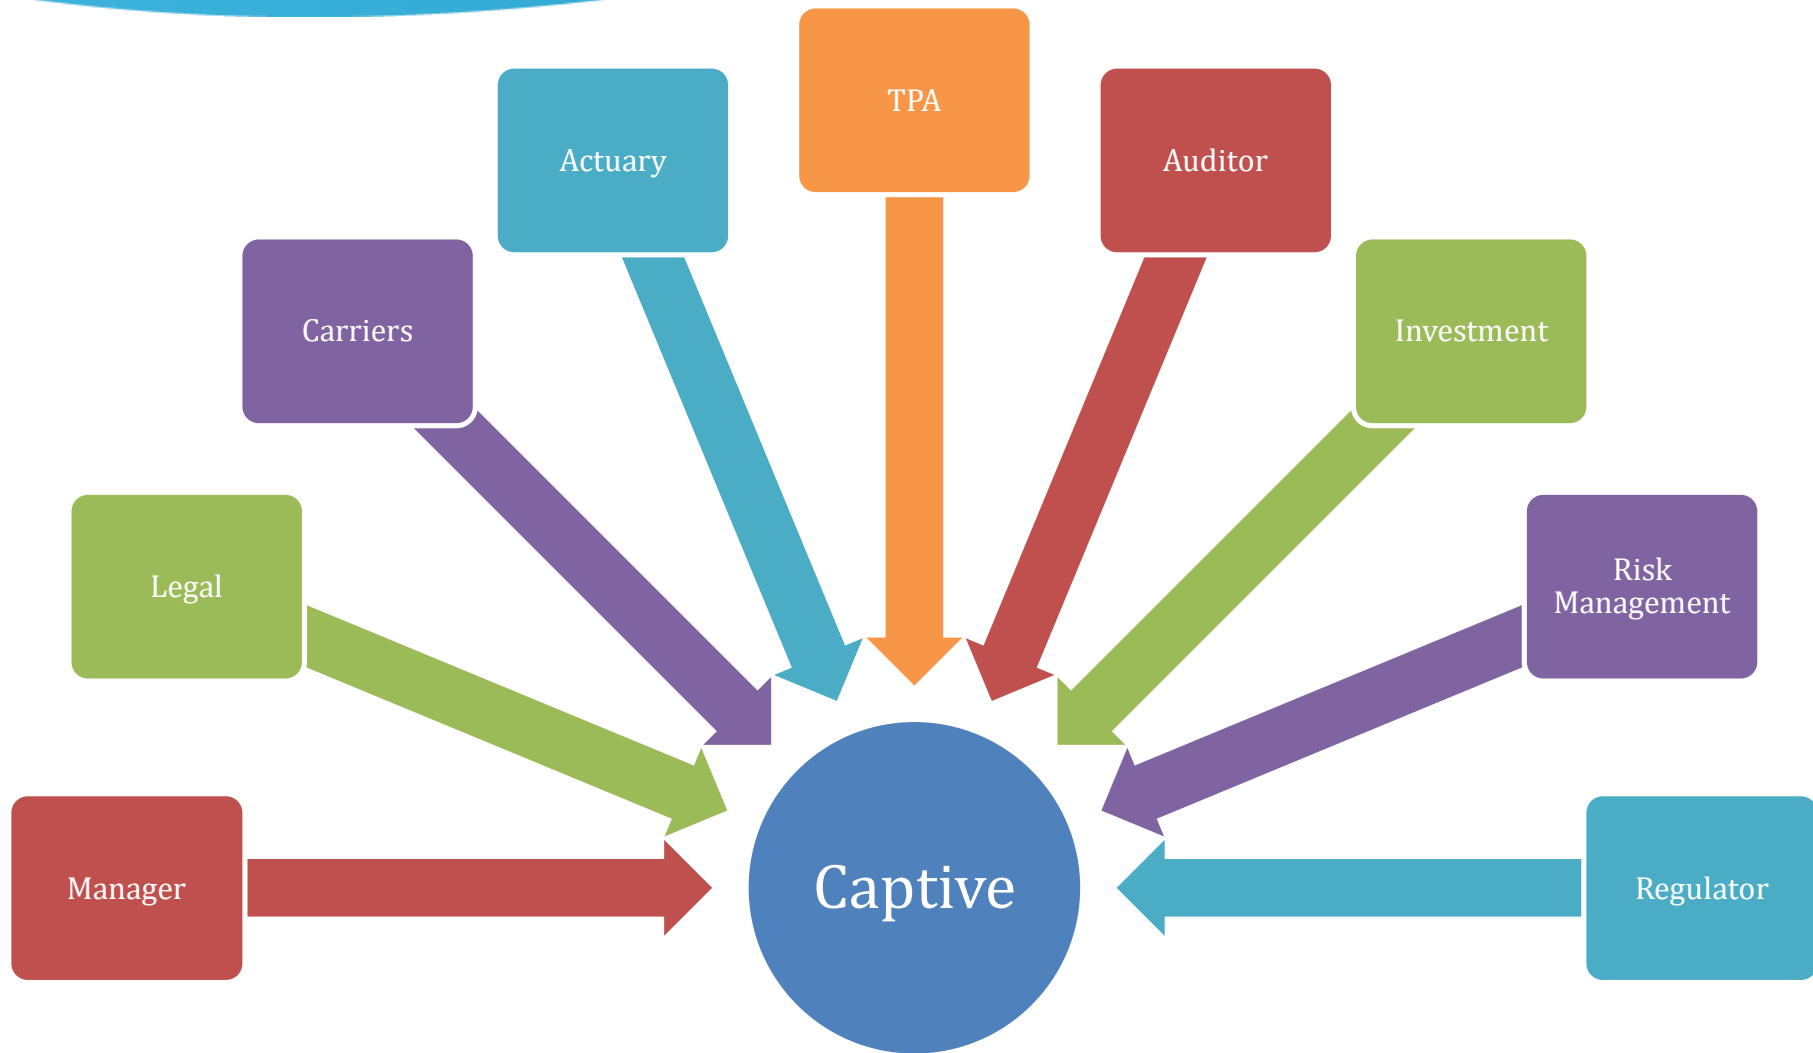 TPA
Actuary
Auditor
Carriers
Investment
Legal
Risk
Management
Manager
Captive
Regulator